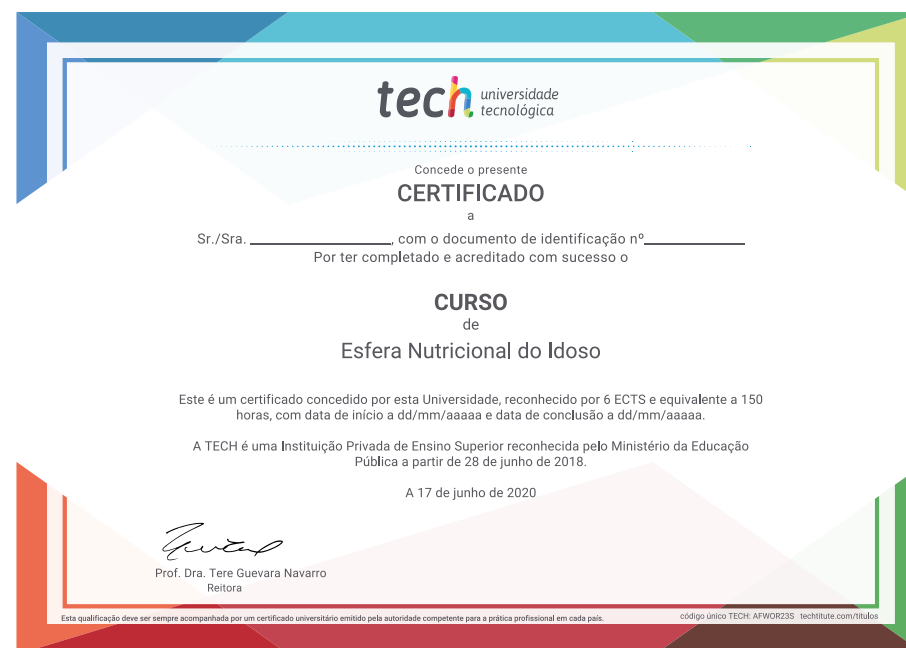 tech universidade
tecnológica
Concede o presente
CERTIFICADO
a
Sr./Sra. ____________________, com o documento de identificação nº______________
Por ter completado e acreditado com sucesso o
CURSO
de
Esfera Nutricional do Idoso
Este é um certificado concedido por esta Universidade, reconhecido por 6 ECTS e equivalente a 150
horas, com data de início a dd/mm/aaaaa e data de conclusão a dd/mm/aaaaa.
A TECH é uma Instituição Privada de Ensino Superior reconhecida pelo Ministério da Educação
Pública a partir de 28 de junho de 2018.
A 17 de junho de 2020
Prof. Dra. Tere Guevara Navarro
Reitora
Esta qualificação deve ser sempre acompanhada por um certificado universitário emitido pela autoridade competente para a prática profissional em cada país.
código único TECH: AFWOR23S techtitute.com/titulos